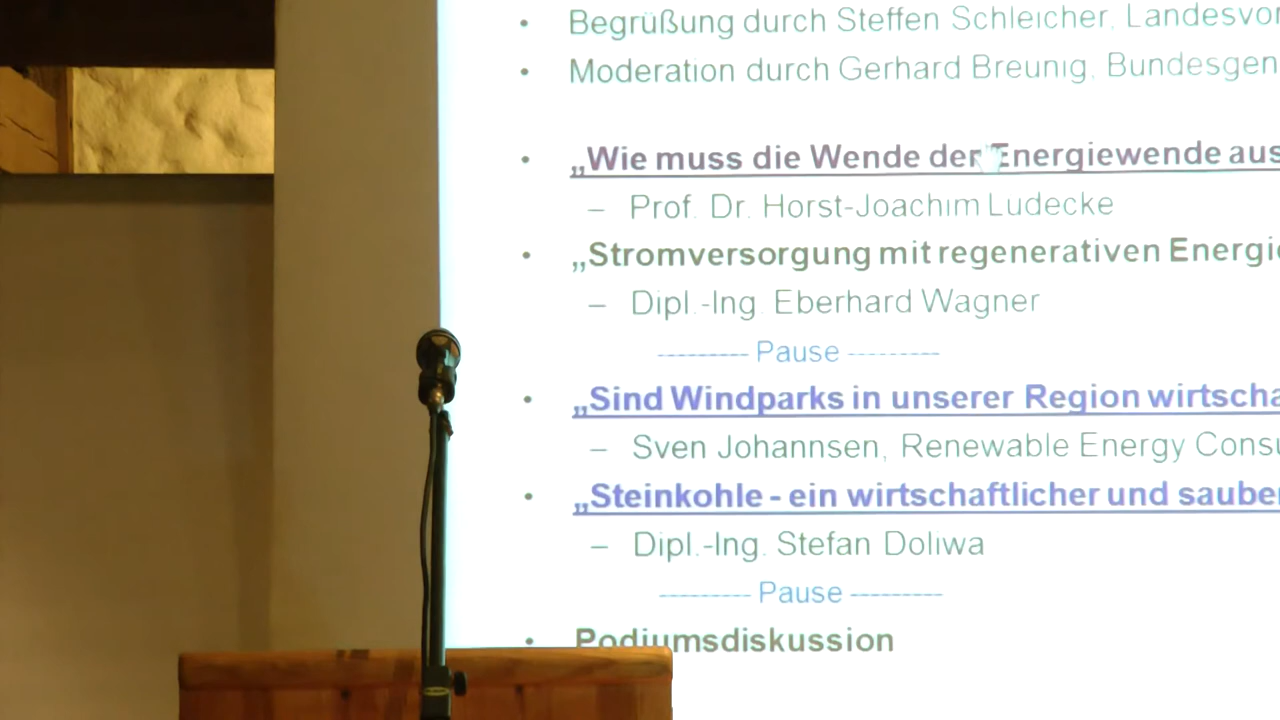 • Begrüßung durch Steffen Schleicher, Landesvor
• Moderation durch Gerhard Breunig, Bundesgen
• „Wie muss die Wende der Energiewende aus
– Prof. Dr. Horst-Joachim Ludecke
• „Stromversorgung mit regenerativen Energie
– Dipl.-Ing. Eberhard Wagner
--------- Pause ---------
• „Sind Windparks in unserer Region wirtscha
– Sven Johannsen, Renewable Energy Consu
• „Steinkohle - ein wirtschaftlicher und sauber
– Dipl.-Ing. Stefan Doliwa
--------- Pause ---------
• Podiumsdiskussion